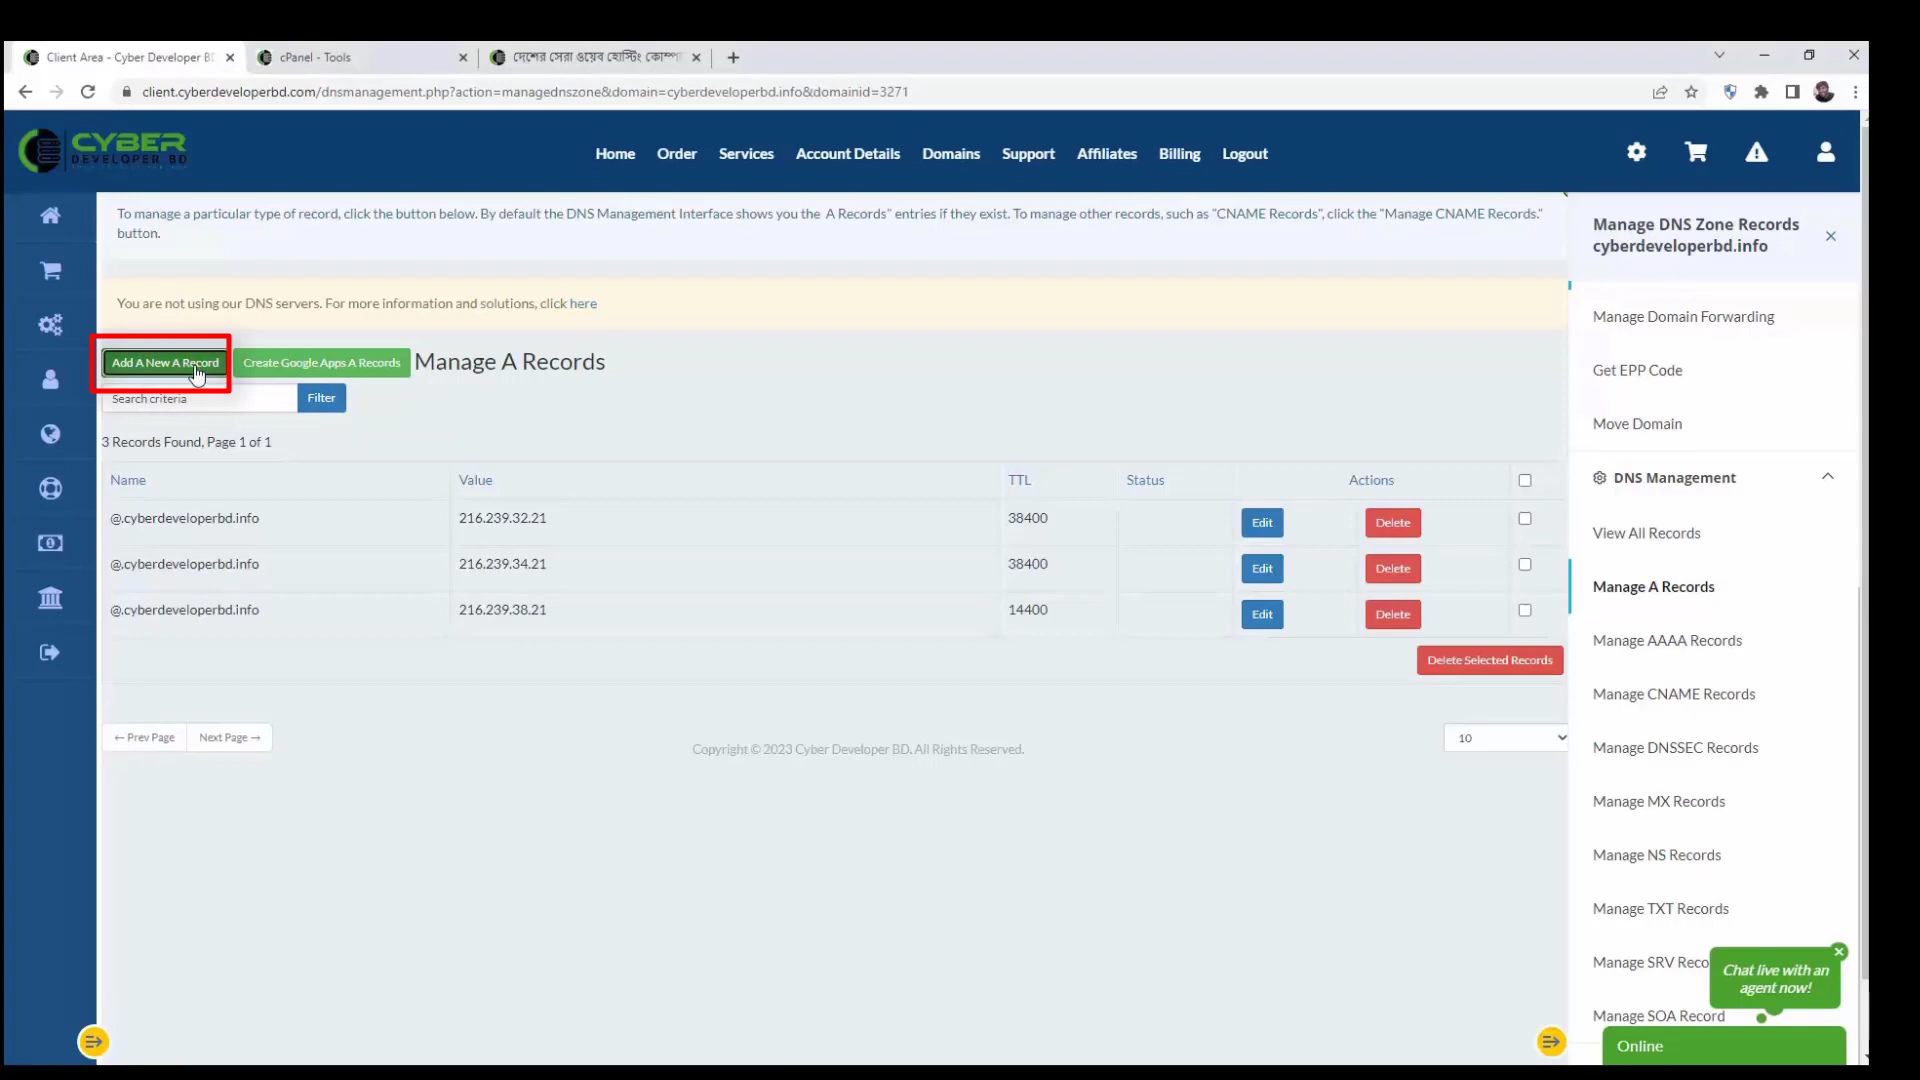 Client Area - Cyber Developer BD
cPanel - Tools
দেশের সেরা ওয়েব হোস্টিং কোম্পা
client.cyberdeveloperbd.com/dnsmanagement.php?action=managednszone&domain=cyberdeveloperbd.info&domainid=3271
CYBER
DEVELOPER BD
Home Order Services Account Details Domains Support Affiliates Billing Logout
To manage a particular type of record, click the button below. By default the DNS Management Interface shows you the A Records" entries if they exist. To manage other records, such as "CNAME Records", click the "Manage CNAME Records."
button.
You are not using our DNS servers. For more information and solutions, click here
Add A New A Record Create Google Apps A Records Manage A Records
Search criteria Filter
3 Records Found, Page 1 of 1
Name Value TTL Status Actions
@.cyberdeveloperbd.info 216.239.32.21 38400 Edit Delete
@.cyberdeveloperbd.info 216.239.34.21 38400 Edit Delete
@.cyberdeveloperbd.info 216.239.38.21 14400 Edit Delete
Delete Selected Records
← Prev Page Next Page → 10
Copyright © 2023 Cyber Developer BD. All Rights Reserved.
Manage DNS Zone Records
cyberdeveloperbd.info
Manage Domain Forwarding
Get EPP Code
Move Domain
DNS Management
View All Records
Manage A Records
Manage AAAA Records
Manage CNAME Records
Manage DNSSEC Records
Manage MX Records
Manage NS Records
Manage TXT Records
Manage SRV Reco
Manage SOA Record
Chat live with an
agent now!
Online